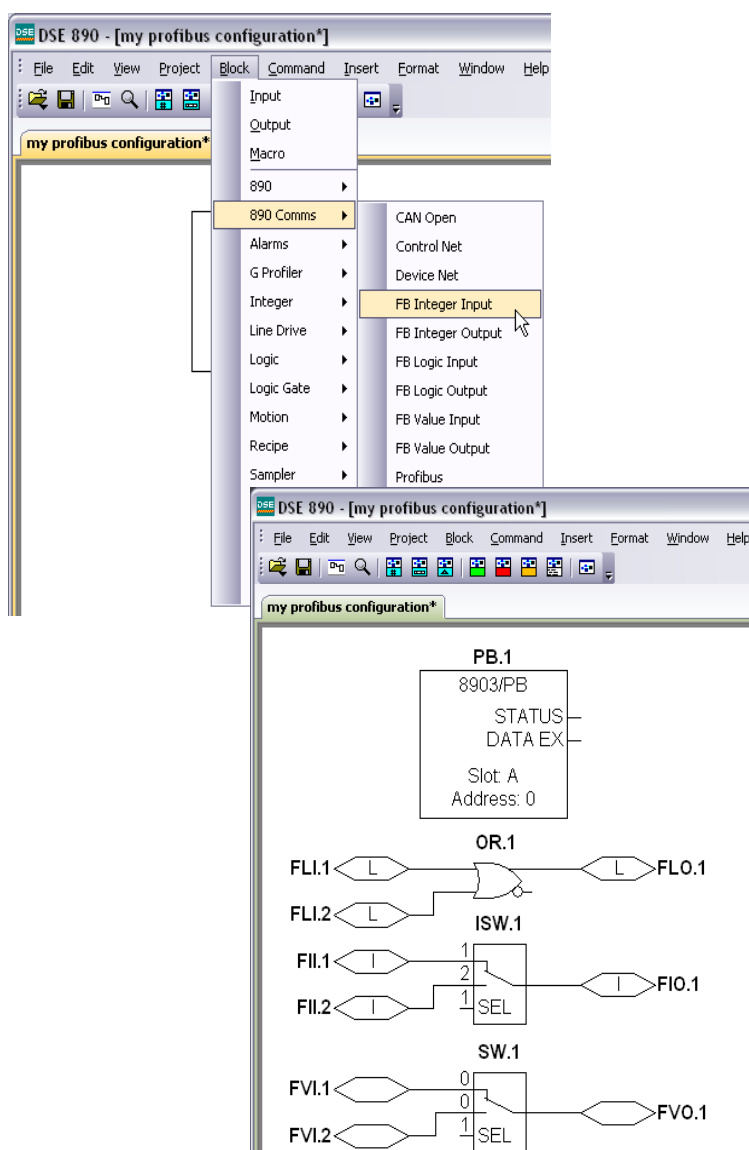 DSE 890 - [my profibus configuration*]
File Edit View Project Block Command Insert Format Window Help
my profibus configuration*
Input
Output
Macro
890
890 Comms
Alarms
G Profiler
Integer
Line Drive
Logic
Logic Gate
Motion
Recipe
Sampler
CAN Open
Control Net
Device Net
FB Integer Input
FB Integer Output
FB Logic Input
FB Logic Output
FB Value Input
FB Value Output
Profibus
DSE 890 - [my profibus configuration*]
File Edit View Project Block Command Insert Format Window Help
my profibus configuration*
PB.1
8903/PB
STATUS
DATA EX
Slot: A
Address: 0
OR.1
FLI.1 L L FLO.1
FLI.2 L
ISW.1
FII.1 I 1
2 I FIO.1
FII.2 I 1 SEL
SW.1
FVI.1 0
0 FVO.1
FVI.2 1 SEL